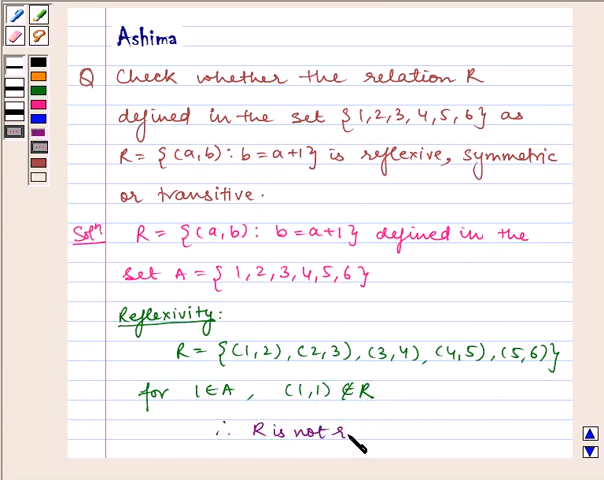 Ashima
Q Check whether the relation R
defined in the set {1,2,3,4,5,6} as
R= {(a,b): b=a+1} is reflexive, symmetric
or transitive.
Solⁿ R= {(a,b): b=a+1} defined in the
set A={1,2,3,4,5,6}
Reflexivity:
R= {(1,2), (2,3), (3,4), (4,5), (5,6)}
for 1∈A, (1,1)∉R
∴ R is not r